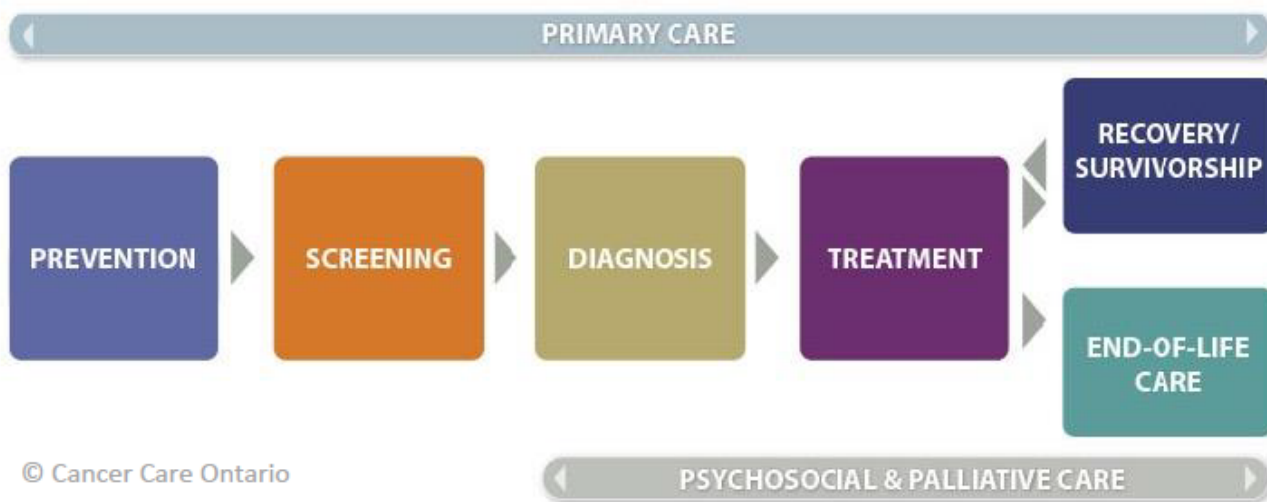 PRIMARY CARE
PREVENTION
SCREENING
DIAGNOSIS
TREATMENT
RECOVERY/
SURVIVORSHIP
END-OF-LIFE
CARE
© Cancer Care Ontario
PSYCHOSOCIAL & PALLIATIVE CARE